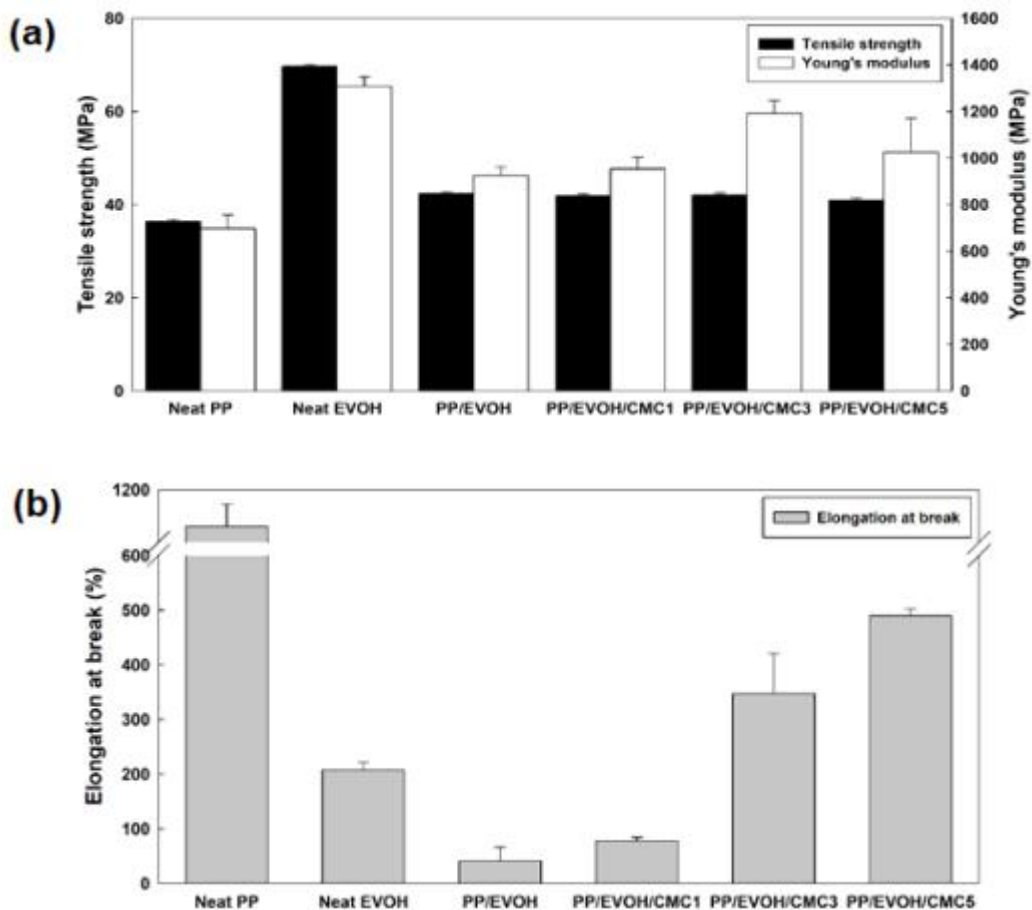 (a)
Tensile strength (MPa)
80
60
40
20
0
Tensile strength
Young's modulus
1600
1400
1200
1000
800
600
400
200
0
Young's modulus (MPa)
Neat PP Neat EVOH PP/EVOH PP/EVOH/CMC1 PP/EVOH/CMC3 PP/EVOH/CMC5
(b)
Elongation at break (%)
1200
600
500
400
300
200
100
0
Elongation at break
Neat PP Neat EVOH PP/EVOH PP/EVOH/CMC1 PP/EVOH/CMC3 PP/EVOH/CMC5